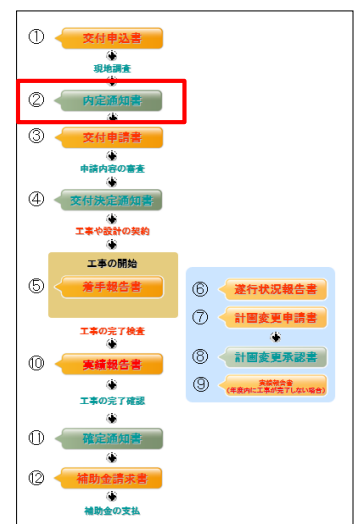 ① 交付申込書
現地調査
② 内定通知書
③ 交付申請書
申請内容の審査
④ 交付決定通知書
工事や設計の契約
工事の開始
⑤ 着手報告書
⑥ 遂行状況報告書
⑦ 計画変更申請書
⑧ 計画変更承認書
⑨ 実績報告書
(年度内に工事が完了しない場合)
工事の完了検査
⑩ 実績報告書
工事の完了確認
⑪ 確定通知書
⑫ 補助金請求書
補助金の支払